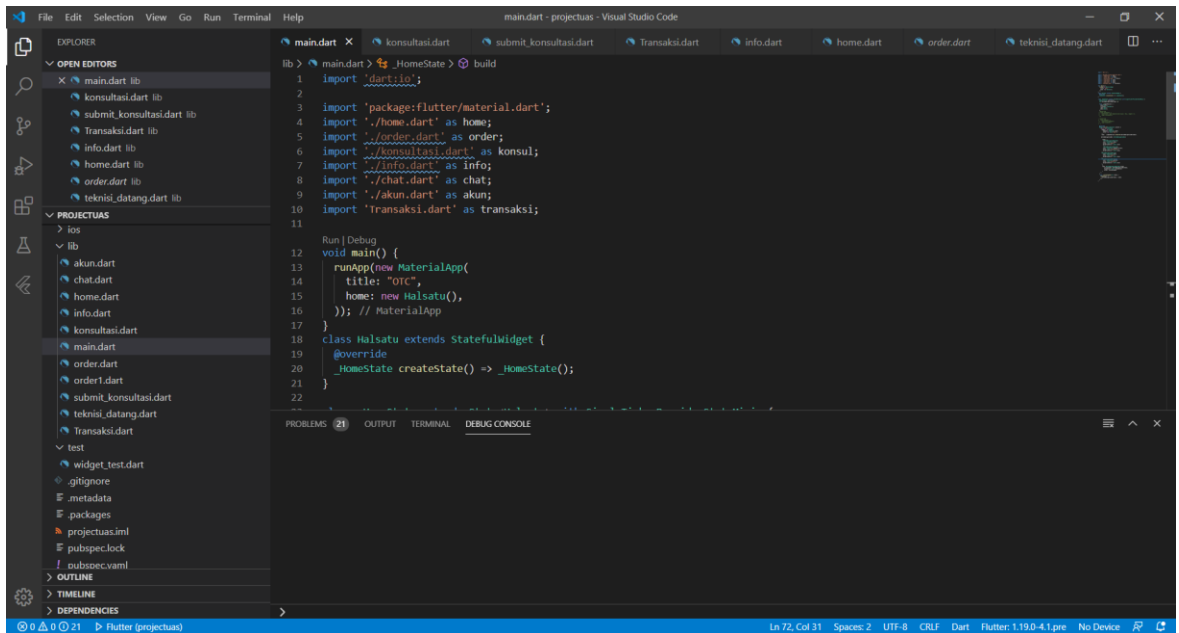 File Edit Selection View Go Run Terminal Help
main.dart - projectuas - Visual Studio Code
EXPLORER
OPEN EDITORS
main.dart lib
konsultasi.dart lib
submit_konsultasi.dart lib
Transaksi.dart lib
info.dart lib
home.dart lib
order.dart lib
teknisi_datang.dart lib
PROJECTUAS
ios
lib
akun.dart
chat.dart
home.dart
info.dart
konsultasi.dart
main.dart
order.dart
order1.dart
submit_konsultasi.dart
teknisi_datang.dart
Transaksi.dart
test
widget_test.dart
.gitignore
.metadata
.packages
projectuas.iml
pubspec.lock
pubspec.yaml
OUTLINE
TIMELINE
DEPENDENCIES
main.dart konsultasi.dart submit_konsultasi.dart Transaksi.dart info.dart home.dart order.dart teknisi_datang.dart
lib > main.dart > _HomeState > build
1 import 'dart:io';
2
3 import 'package:flutter/material.dart';
4 import './home.dart' as home;
5 import './order.dart' as order;
6 import './konsultasi.dart' as konsul;
7 import './info.dart' as info;
8 import './chat.dart' as chat;
9 import './akun.dart' as akun;
10 import 'Transaksi.dart' as transaksi;
11
Run | Debug
12 void main() {
13 runApp(new MaterialApp(
14 title: "OTC",
15 home: new Halsatu(),
16 )); // MaterialApp
17 }
18 class Halsatu extends StatefulWidget {
19 @override
20 _HomeState createState() => _HomeState();
21 }
22
PROBLEMS 21 OUTPUT TERMINAL DEBUG CONSOLE
0 0 21 Flutter (projectuas)
Ln 72, Col 31 Spaces: 2 UTF-8 CRLF Dart Flutter: 1.19.0-4.1.pre No Device